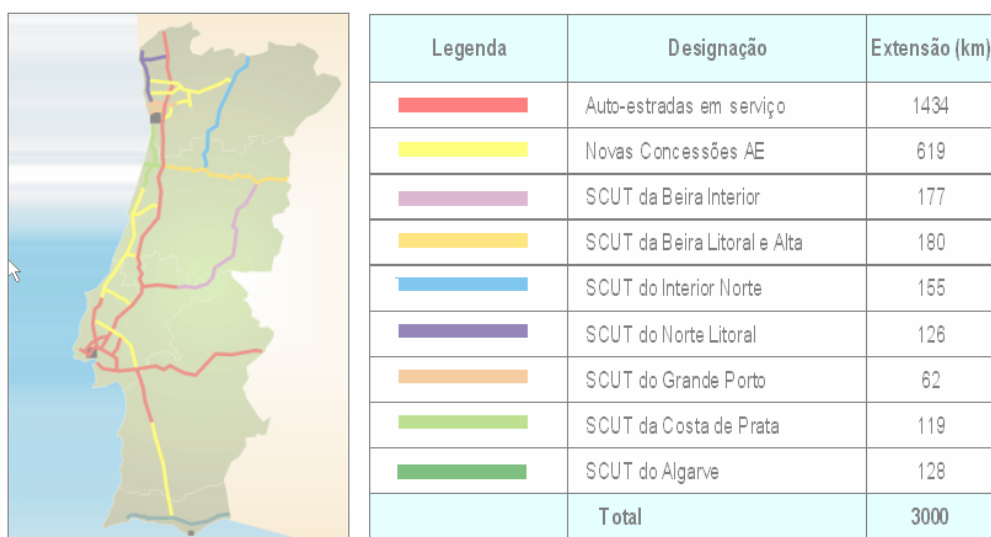 Legenda Designação Extensão (km)
Auto-estradas em serviço 1434
Novas Concessões AE 619
SCUT da Beira Interior 177
SCUT da Beira Litoral e Alta 180
SCUT do Interior Norte 155
SCUT do Norte Litoral 126
SCUT do Grande Porto 62
SCUT da Costa de Prata 119
SCUT do Algarve 128
Total 3000